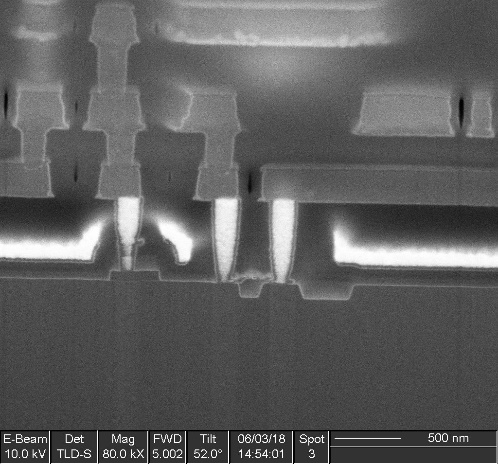 E-Beam Det Mag FWD Tilt 06/03/18 Spot 500 nm
10.0 kV TLD-S 80.0 kX 5.002 52.0° 14:54:01 3